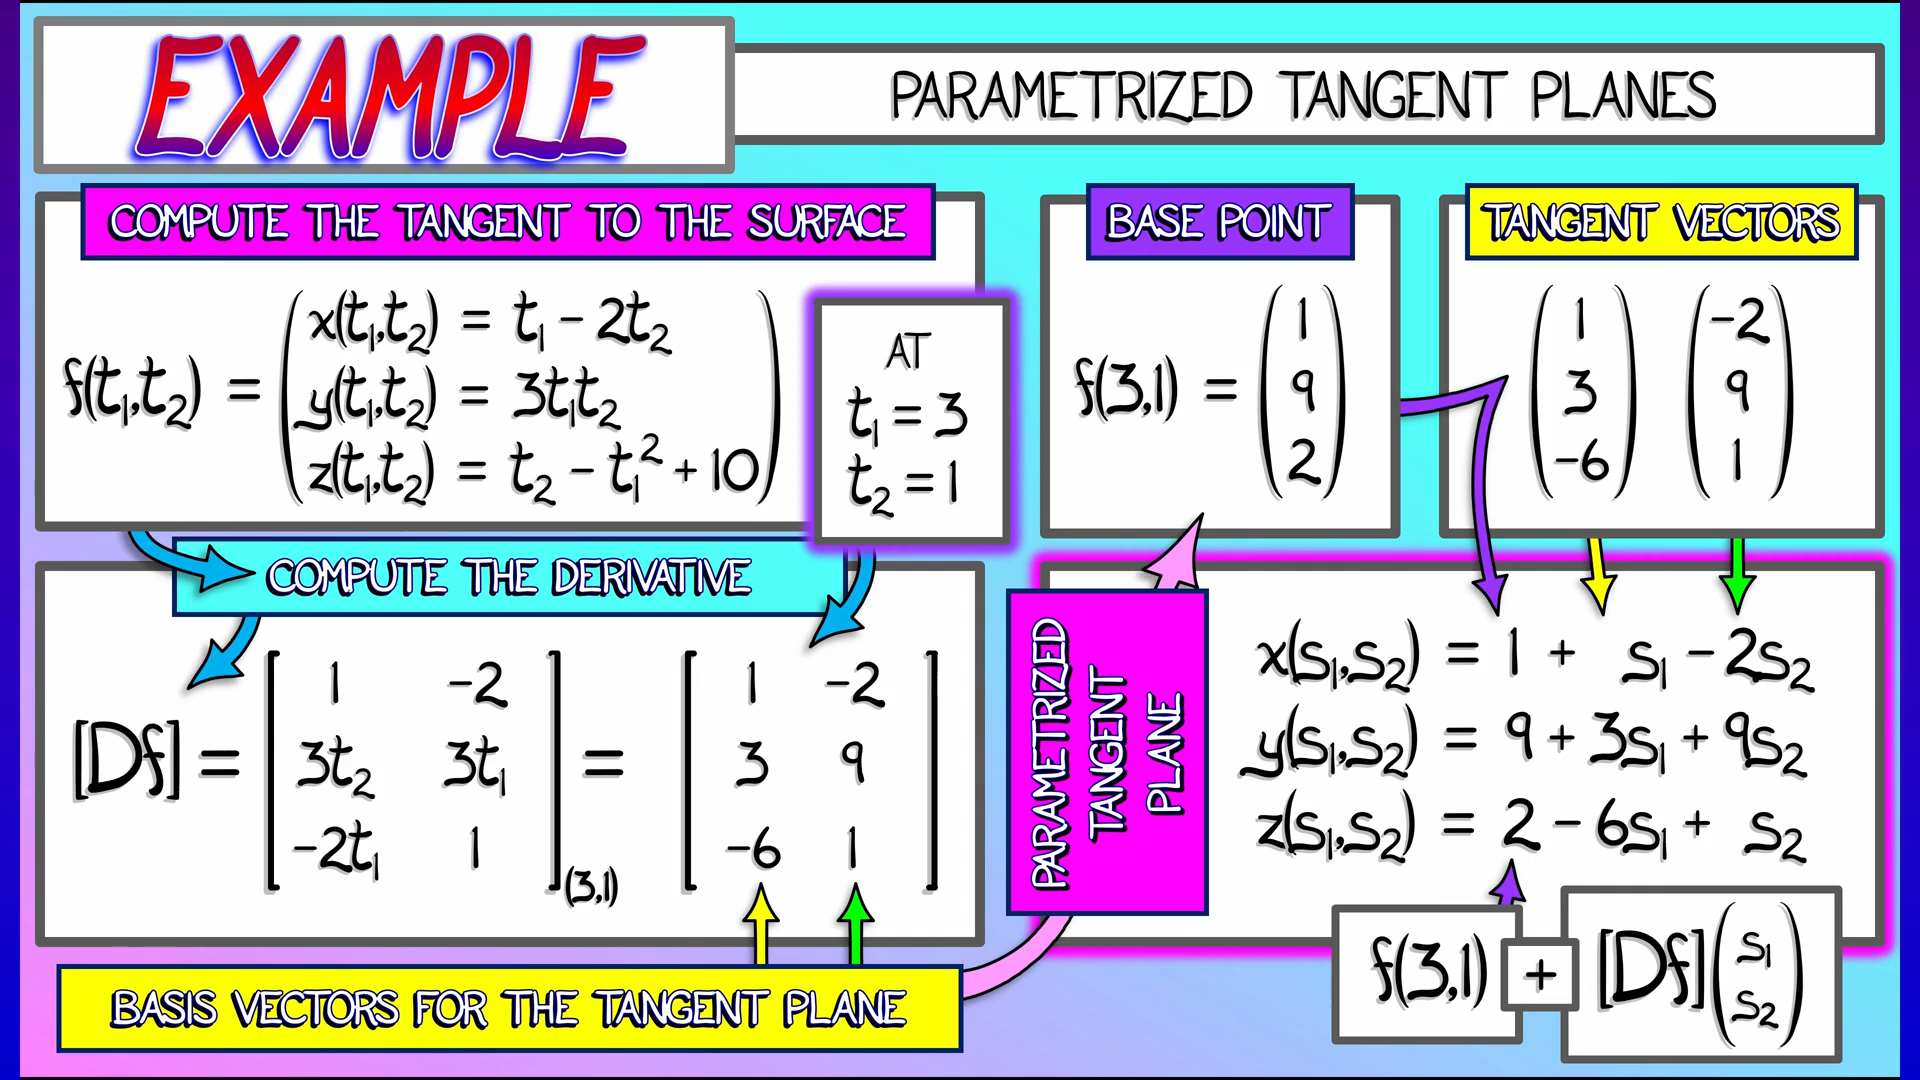 EXAMPLE
PARAMETRIZED TANGENT PLANES
COMPUTE THE TANGENT TO THE SURFACE
f(t₁,t₂) =
x(t₁,t₂) = t₁ - 2t₂
y(t₁,t₂) = 3t₁t₂
z(t₁,t₂) = t₂ - t₁² + 10
AT
t₁ = 3
t₂ = 1
BASE POINT
f(3,1) =
1
9
2
TANGENT VECTORS
1 -2
3 9
-6 1
COMPUTE THE DERIVATIVE
[Df] =
1 -2
3t₂ 3t₁
-2t₁ 1
(3,1)
=
1 -2
3 9
-6 1
BASIS VECTORS FOR THE TANGENT PLANE
PARAMETRIZED
TANGENT
PLANE
x(s₁,s₂) = 1 + s₁ - 2s₂
y(s₁,s₂) = 9 + 3s₁ + 9s₂
z(s₁,s₂) = 2 - 6s₁ + s₂
f(3,1) + [Df]
s₁
s₂